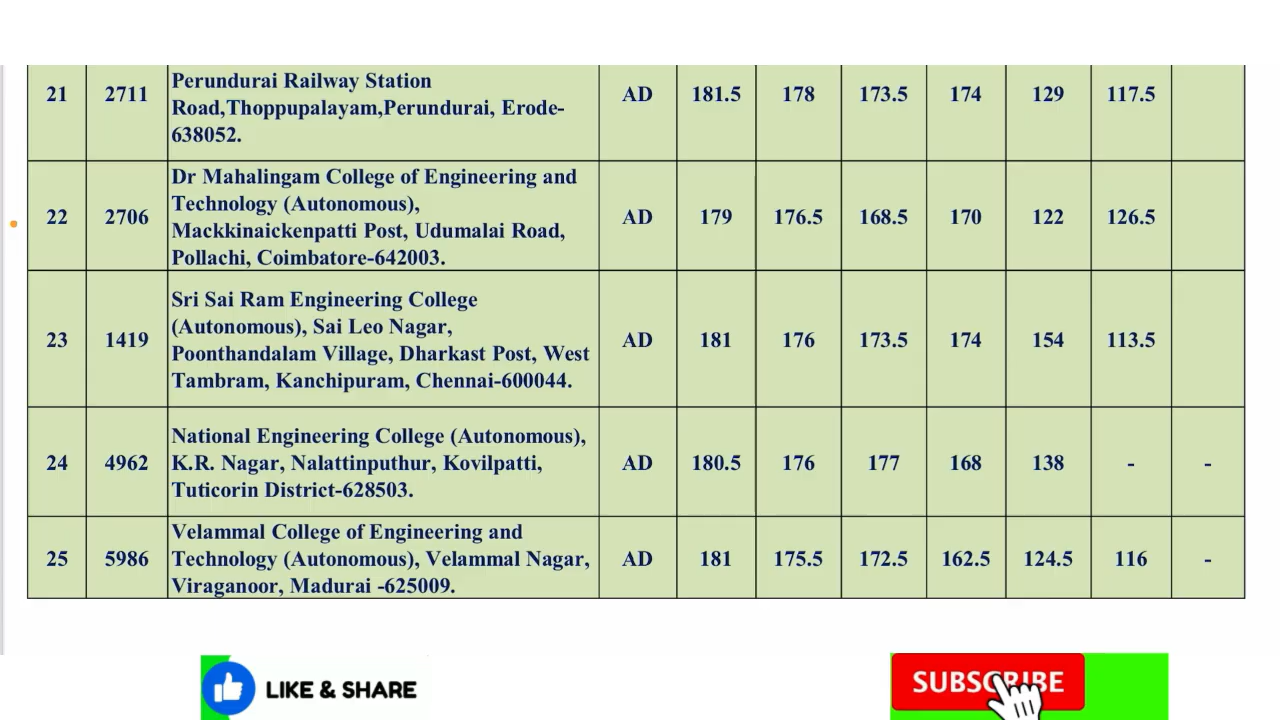 21 2711 Perundurai Railway Station AD 181.5 178 173.5 174 129 117.5
Road,Thoppupalayam,Perundurai, Erode-
638052.
22 2706 Dr Mahalingam College of Engineering and AD 179 176.5 168.5 170 122 126.5
Technology (Autonomous),
Mackkinaickenpatti Post, Udumalai Road,
Pollachi, Coimbatore-642003.
23 1419 Sri Sai Ram Engineering College AD 181 176 173.5 174 154 113.5
(Autonomous), Sai Leo Nagar,
Poonthandalam Village, Dharkast Post, West
Tambram, Kanchipuram, Chennai-600044.
24 4962 National Engineering College (Autonomous), AD 180.5 176 177 168 138 - -
K.R. Nagar, Nalattinputhur, Kovilpatti,
Tuticorin District-628503.
25 5986 Velammal College of Engineering and AD 181 175.5 172.5 162.5 124.5 116 -
Technology (Autonomous), Velammal Nagar,
Viraganoor, Madurai -625009.
LIKE & SHARE
SUBSCRIBE